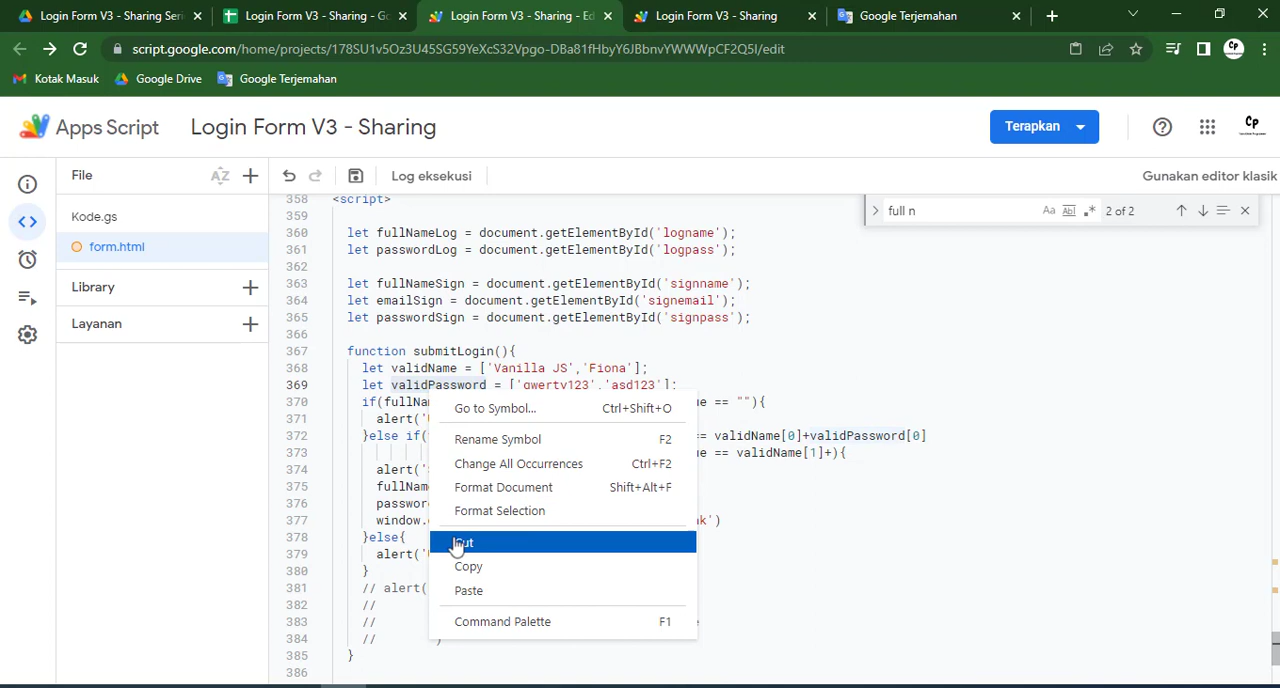 Login Form V3 - Sharing Seri
Login Form V3 - Sharing - Go
Login Form V3 - Sharing - Edi
Login Form V3 - Sharing
Google Terjemahan
script.google.com/home/projects/178SU1v5Oz3U45SG59YeXcS32Vpgo-DBa81fHbyY6JBbnvYWWWpCF2Q5I/edit
Kotak Masuk
Google Drive
Google Terjemahan
Apps Script
Login Form V3 - Sharing
Terapkan
Cp
File
Log eksekusi
Gunakan editor klasik
Kode.gs
form.html
Library
Layanan
full n
Aa
Abl
2 of 2
358 <script>
359
360 let fullNameLog = document.getElementById('logname');
361 let passwordLog = document.getElementById('logpass');
362
363 let fullNameSign = document.getElementById('signname');
364 let emailSign = document.getElementById('signemail');
365 let passwordSign = document.getElementById('signpass');
366
367 function submitLogin(){
368 let validName = ['Vanilla JS','Fiona'];
369 let validPassword = ['qwerty123','asd123'];
370 if(fullNa ue == ""){
371 alert('
372 }else if( == validName[0]+validPassword[0]
373 ue == validName[1]+){
374 alert('
375 fullNam
376 passwor
377 window. k')
378 }else{
379 alert('
380 }
381 // alert(
382 //
383 //
384 // )
385 }
386
Go to Symbol... Ctrl+Shift+O
Rename Symbol F2
Change All Occurrences Ctrl+F2
Format Document Shift+Alt+F
Format Selection
Cut
Copy
Paste
Command Palette F1